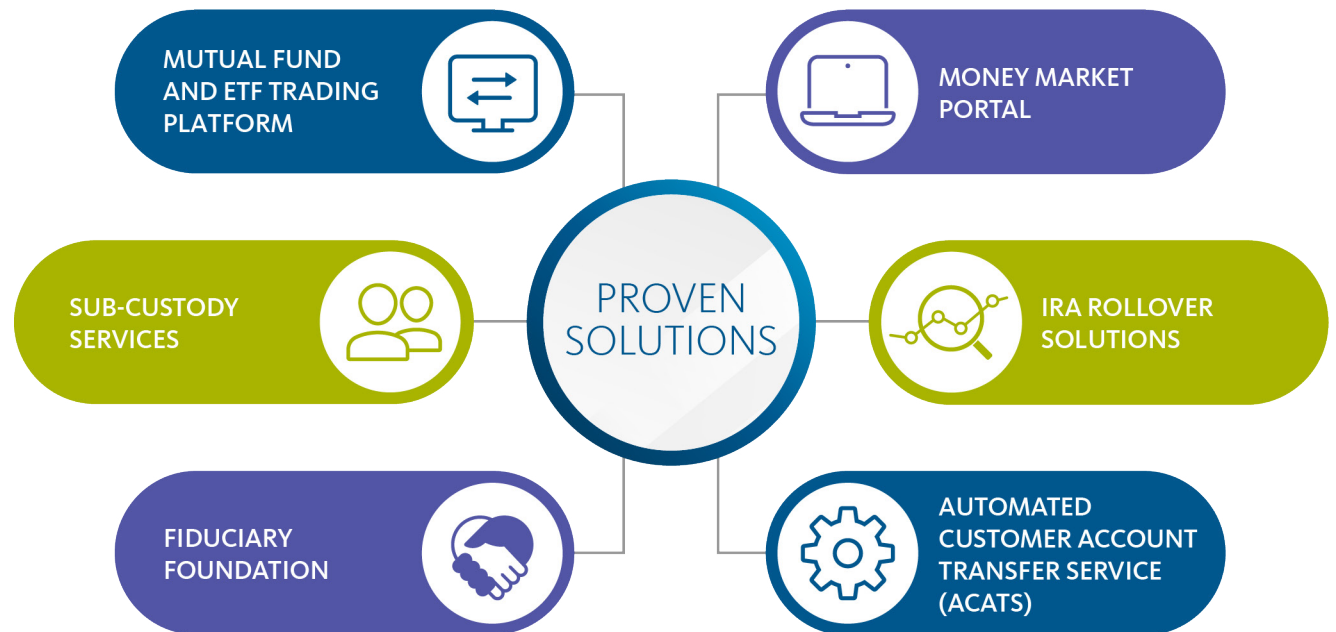 MUTUAL FUND
AND ETF TRADING
PLATFORM
MONEY MARKET
PORTAL
SUB-CUSTODY
SERVICES
PROVEN
SOLUTIONS
IRA ROLLOVER
SOLUTIONS
FIDUCIARY
FOUNDATION
AUTOMATED
CUSTOMER ACCOUNT
TRANSFER SERVICE
(ACATS)